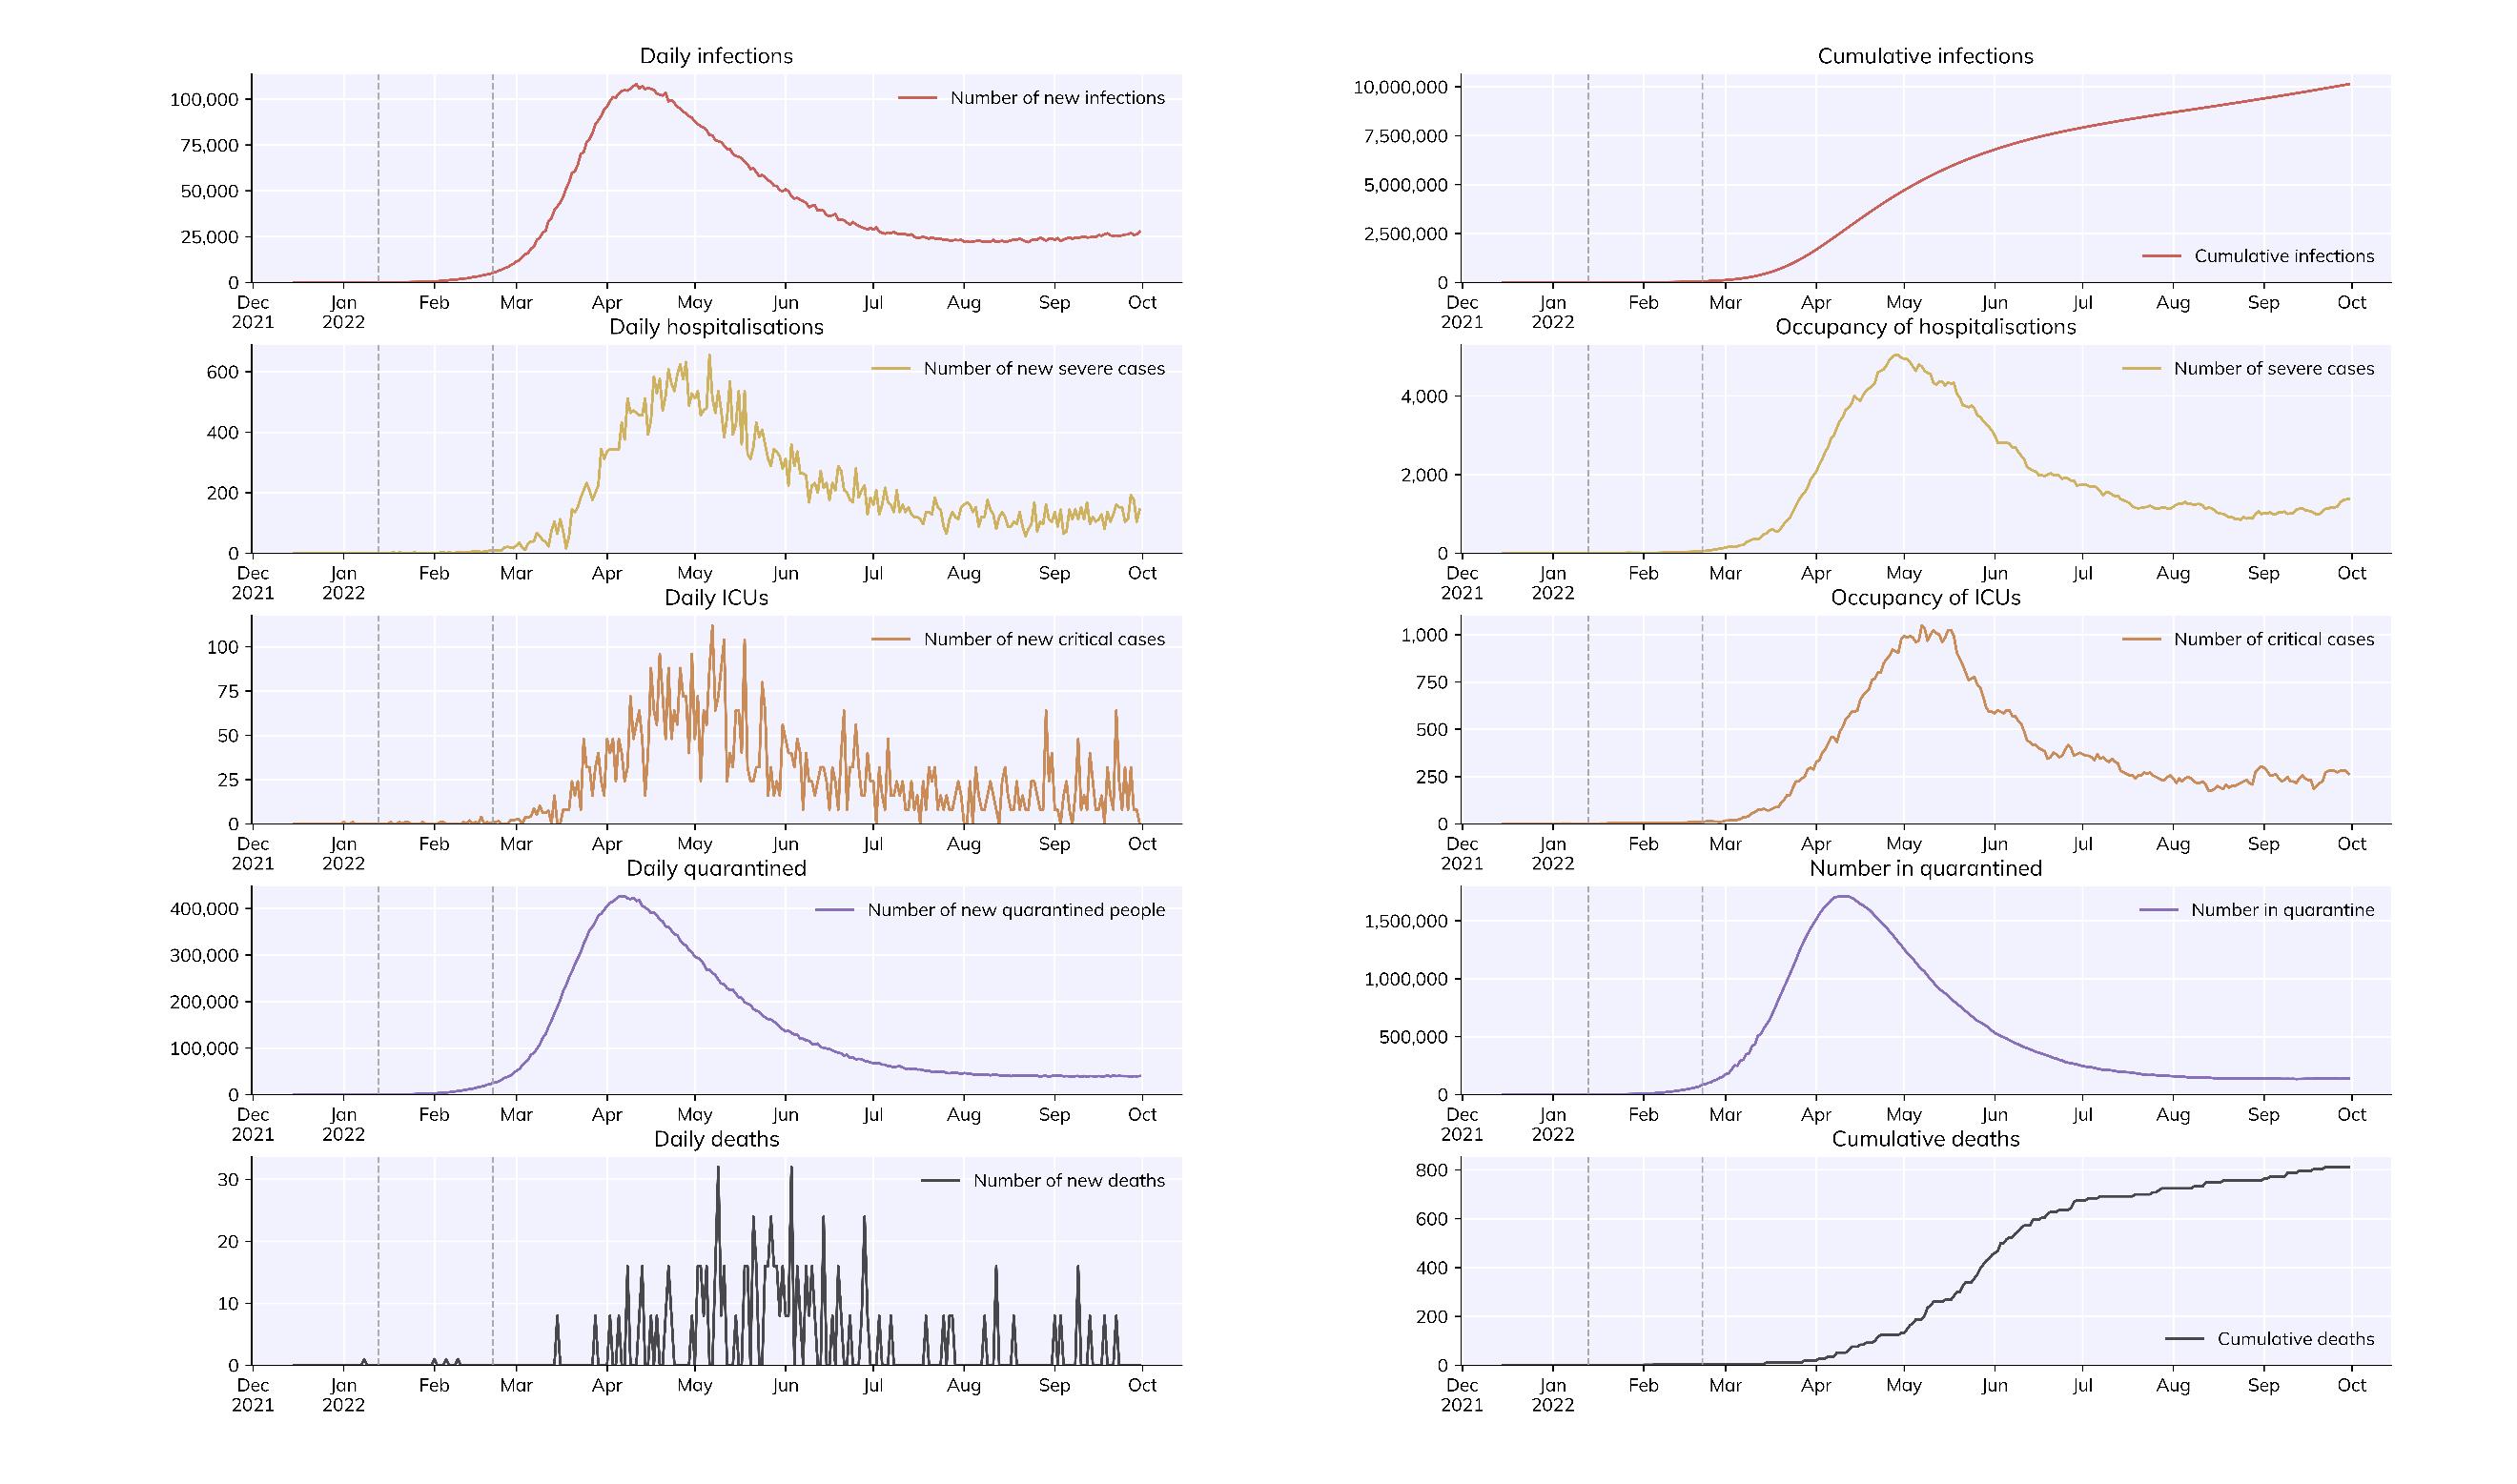 Daily infections
100,000
75,000
50,000
25,000
0
Number of new infections
Dec Jan Feb Mar Apr May Jun Jul Aug Sep Oct
2021 2022
Cumulative infections
10,000,000
7,500,000
5,000,000
2,500,000
0
Cumulative infections
Dec Jan Feb Mar Apr May Jun Jul Aug Sep Oct
2021 2022
Daily hospitalisations
600
400
200
0
Number of new severe cases
Dec Jan Feb Mar Apr May Jun Jul Aug Sep Oct
2021 2022
Occupancy of hospitalisations
4,000
2,000
0
Number of severe cases
Dec Jan Feb Mar Apr May Jun Jul Aug Sep Oct
2021 2022
Daily ICUs
100
75
50
25
0
Number of new critical cases
Dec Jan Feb Mar Apr May Jun Jul Aug Sep Oct
2021 2022
Occupancy of ICUs
1,000
750
500
250
0
Number of critical cases
Dec Jan Feb Mar Apr May Jun Jul Aug Sep Oct
2021 2022
Daily quarantined
400,000
300,000
200,000
100,000
0
Number of new quarantined people
Dec Jan Feb Mar Apr May Jun Jul Aug Sep Oct
2021 2022
Number in quarantined
1,500,000
1,000,000
500,000
0
Number in quarantine
Dec Jan Feb Mar Apr May Jun Jul Aug Sep Oct
2021 2022
Daily deaths
30
20
10
0
Number of new deaths
Dec Jan Feb Mar Apr May Jun Jul Aug Sep Oct
2021 2022
Cumulative deaths
800
600
400
200
0
Cumulative deaths
Dec Jan Feb Mar Apr May Jun Jul Aug Sep Oct
2021 2022